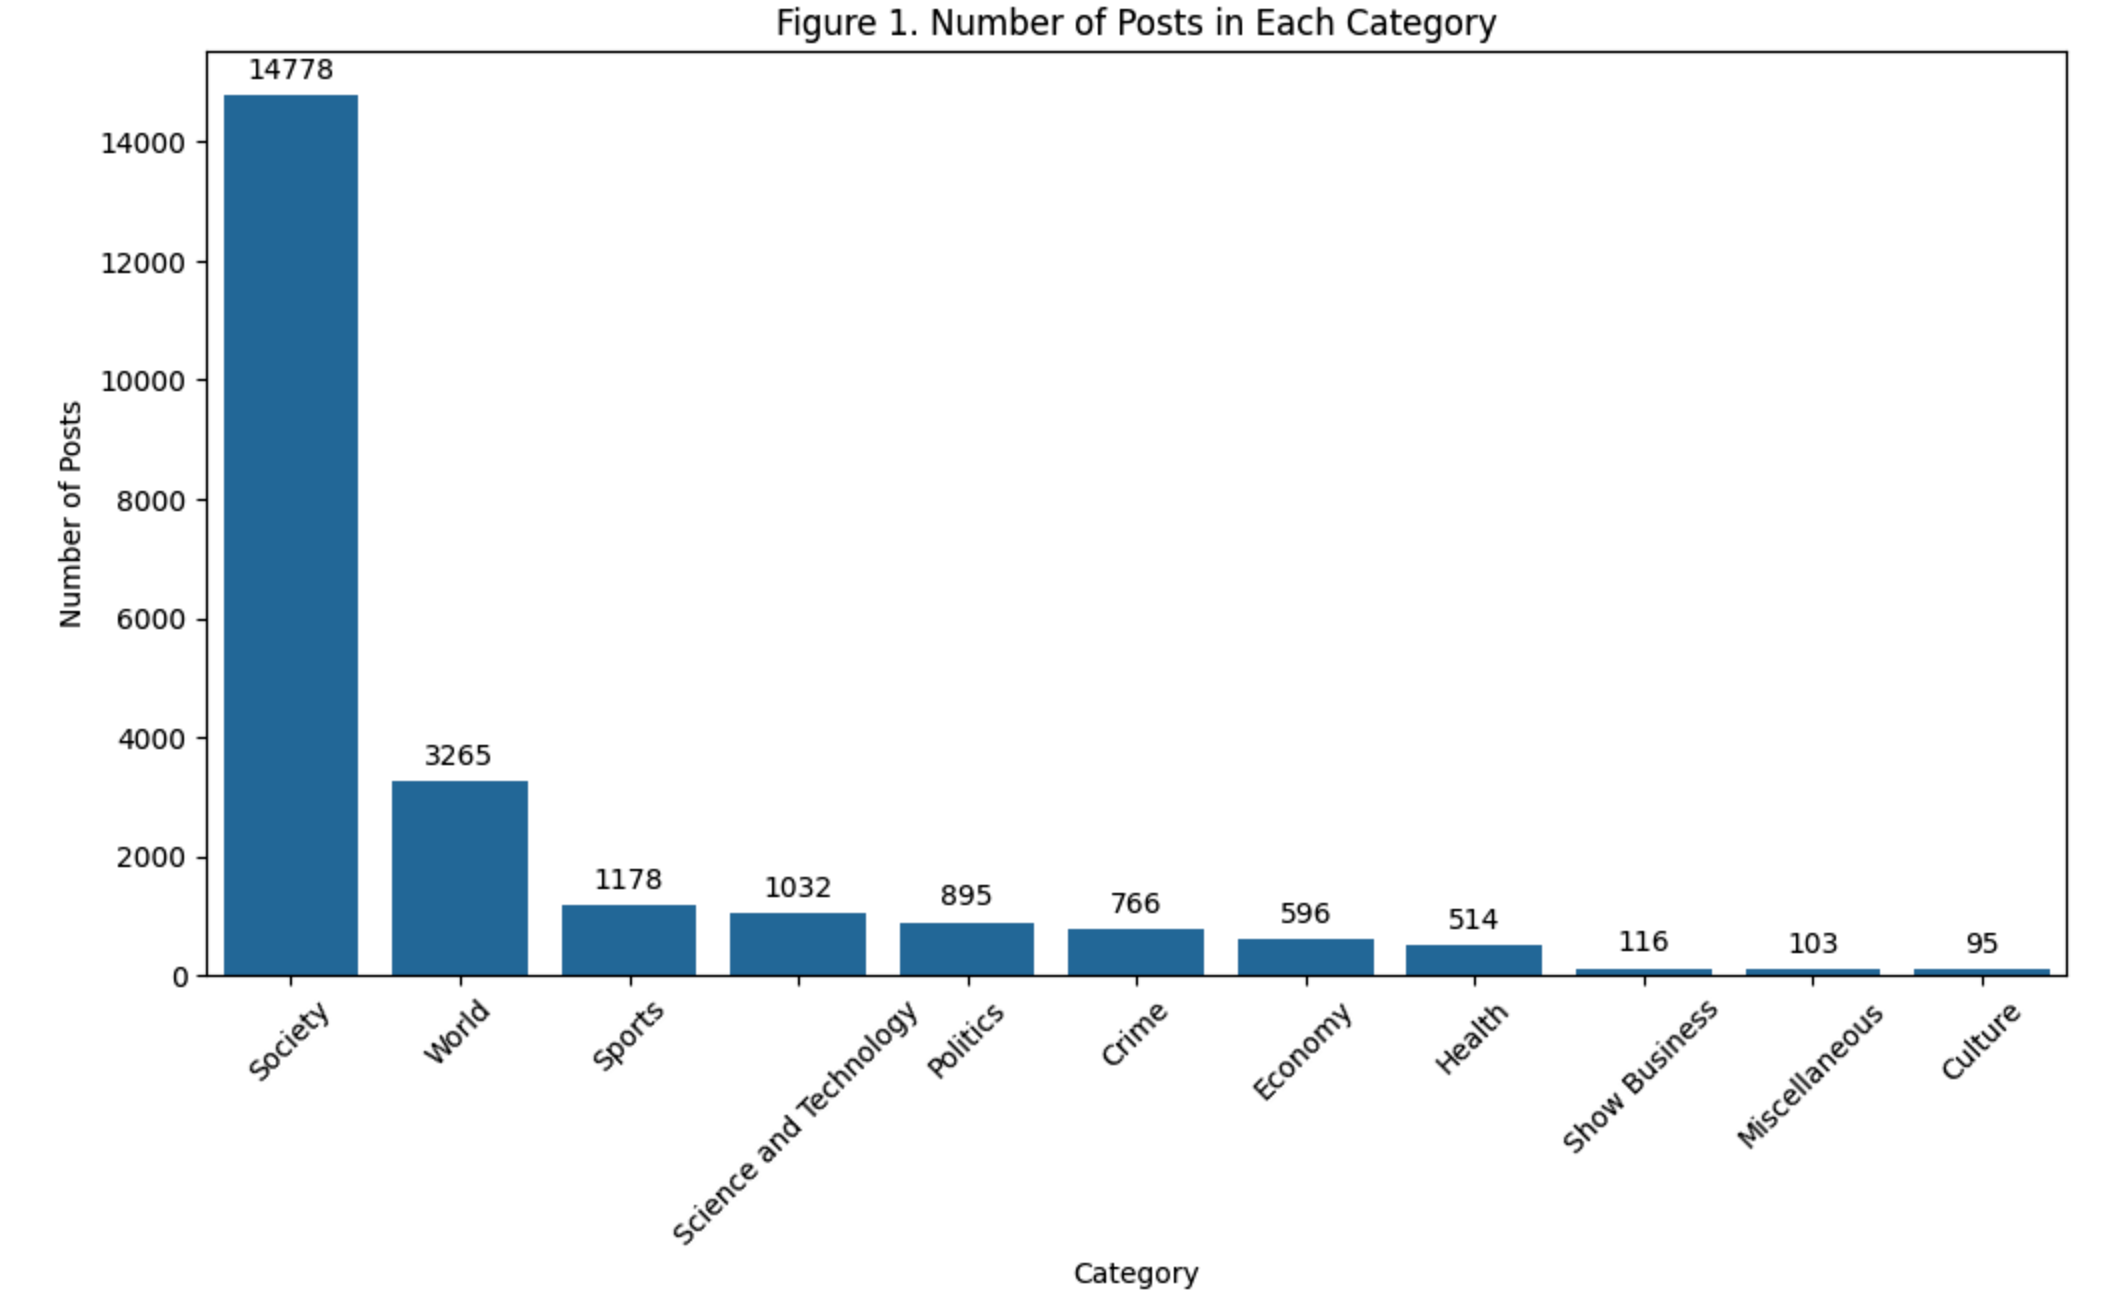 Figure 1. Number of Posts in Each Category
14778
14000
12000
10000
8000
6000
4000
2000
0
Number of Posts
3265
1178
1032
895
766
596
514
116
103
95
Society
World
Sports
Science and Technology
Politics
Crime
Economy
Health
Show Business
Miscellaneous
Culture
Category